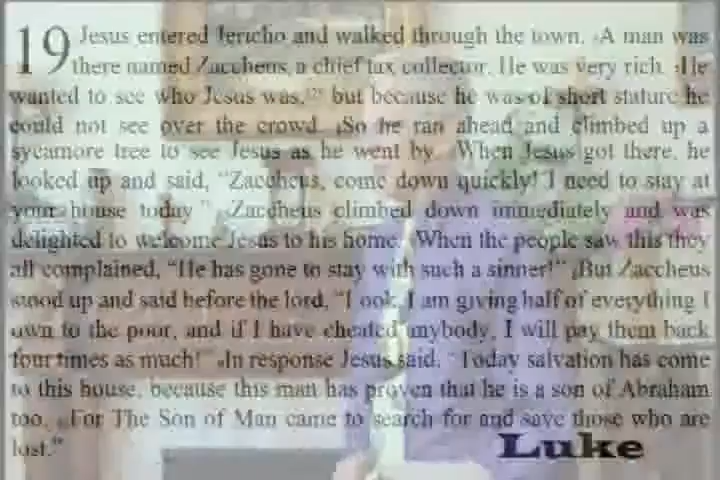 19 Jesus entered Jericho and walked through the town. A man was
there named Zaccheus, a chief tax collector. He was very rich. He
wanted to see who Jesus was, but because he was of short stature he
could not see over the crowd. So he ran ahead and climbed up a
sycamore tree to see Jesus as he went by. When Jesus got there, he
looked up and said, “Zaccheus, come down quickly! I need to stay at
your house today.” Zaccheus climbed down immediately and was
delighted to welcome Jesus to his home. When the people saw this they
all complained, “He has gone to stay with such a sinner!” But Zaccheus
stood up and said before the lord, “Look, I am giving half of everything I
own to the poor, and if I have cheated anybody, I will pay them back
four times as much!” In response Jesus said, “Today salvation has come
to this house, because this man has proven that he is a son of Abraham
too. For The Son of Man came to search for and save those who are
lost.”
Luke